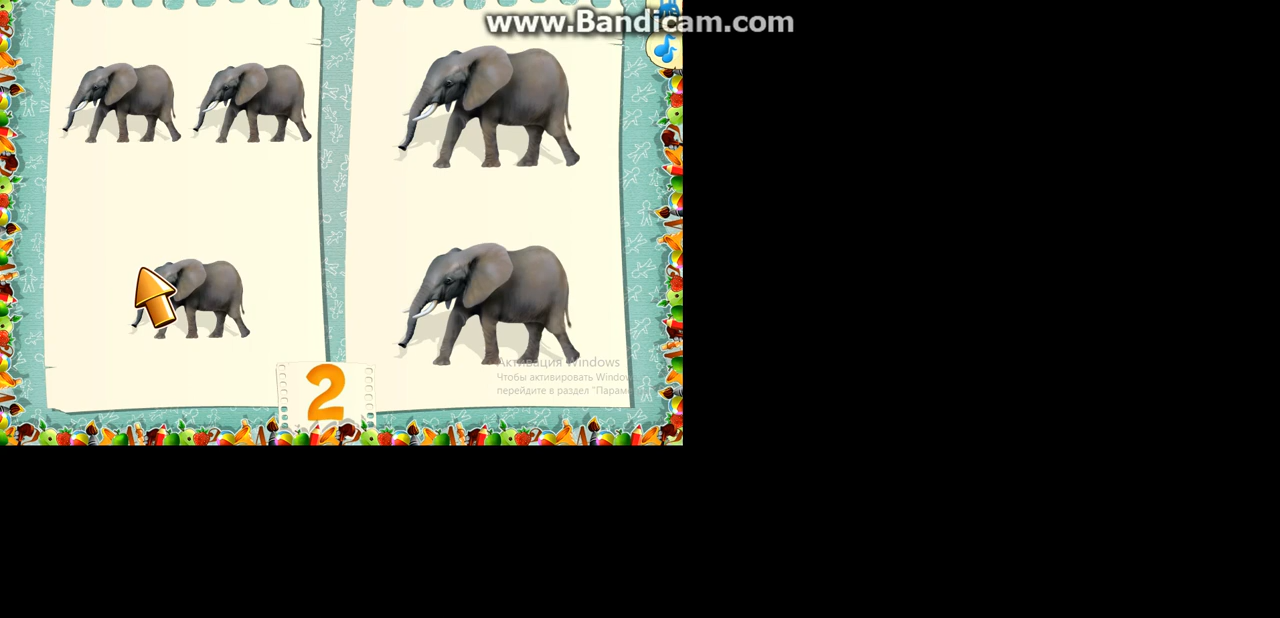 www.Bandicam.com
Активация Windows
Чтобы активировать Window
перейдите в раздел "Парам
2